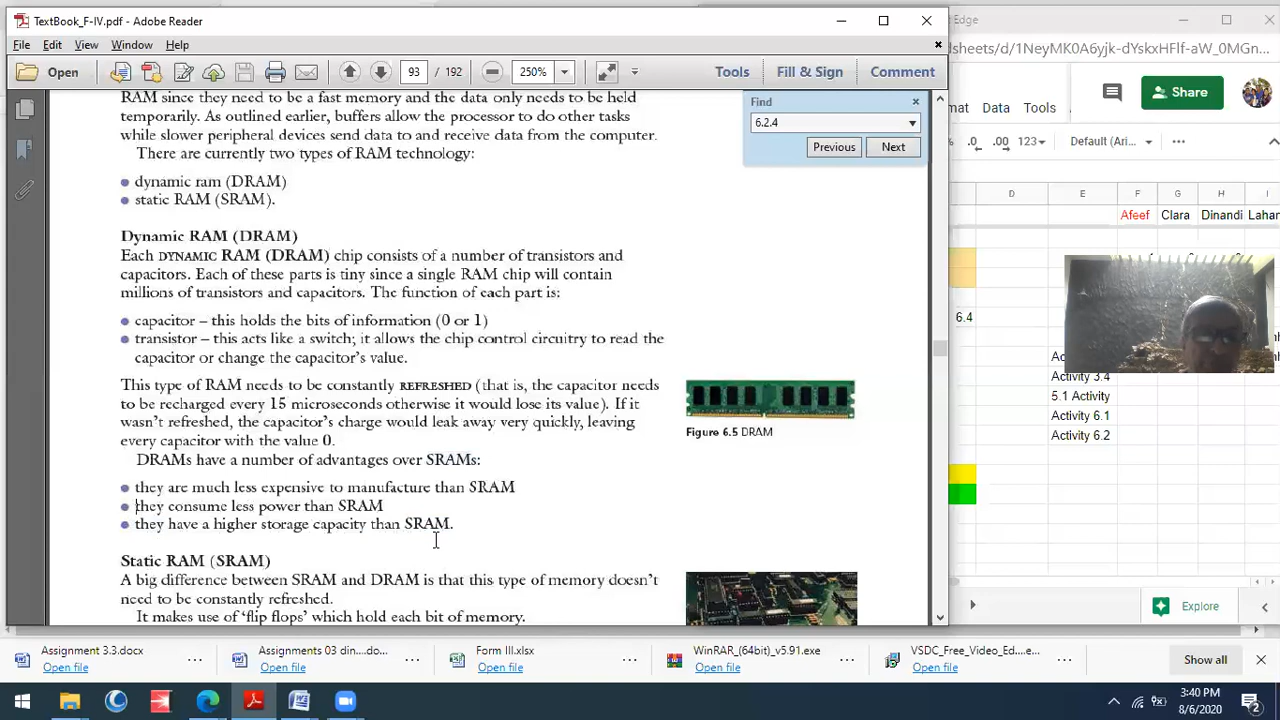 TextBook_F-IV.pdf - Adobe Reader
File Edit View Window Help
Open 93 / 192 250% Tools Fill & Sign Comment
RAM since they need to be a fast memory and the data only needs to be held
temporarily. As outlined earlier, buffers allow the processor to do other tasks
while slower peripheral devices send data to and receive data from the computer.
There are currently two types of RAM technology:
dynamic ram (DRAM)
static RAM (SRAM).
Dynamic RAM (DRAM)
Each DYNAMIC RAM (DRAM) chip consists of a number of transistors and
capacitors. Each of these parts is tiny since a single RAM chip will contain
millions of transistors and capacitors. The function of each part is:
capacitor – this holds the bits of information (0 or 1)
transistor – this acts like a switch; it allows the chip control circuitry to read the
capacitor or change the capacitor's value.
This type of RAM needs to be constantly REFRESHED (that is, the capacitor needs
to be recharged every 15 microseconds otherwise it would lose its value). If it
wasn't refreshed, the capacitor's charge would leak away very quickly, leaving
every capacitor with the value 0.
DRAMs have a number of advantages over SRAMs:
they are much less expensive to manufacture than SRAM
they consume less power than SRAM
they have a higher storage capacity than SRAM.
Static RAM (SRAM)
A big difference between SRAM and DRAM is that this type of memory doesn't
need to be constantly refreshed.
It makes use of 'flip flops' which hold each bit of memory.
Figure 6.5 DRAM
Find
6.2.4
Previous Next
Edge
dsheets/d/1NeyMK0A6yjk-dYskxHFlf-aW_0MGn
Share
Data Tools
.0 .00 123 Default (Ari...
D E F G H I
Afeef Clara Dinandi Lahan
6.4
Activity 3.4
5.1 Activity
Activity 6.1
Activity 6.2
Explore
Assignment 3.3.docx
Open file
Assignments 03 din....do...
Open file
Form III.xlsx
Open file
WinRAR_(64bit)_v5.91.exe
Open file
VSDC_Free_Video_Ed....e...
Open file
Show all
3:40 PM
8/6/2020
2